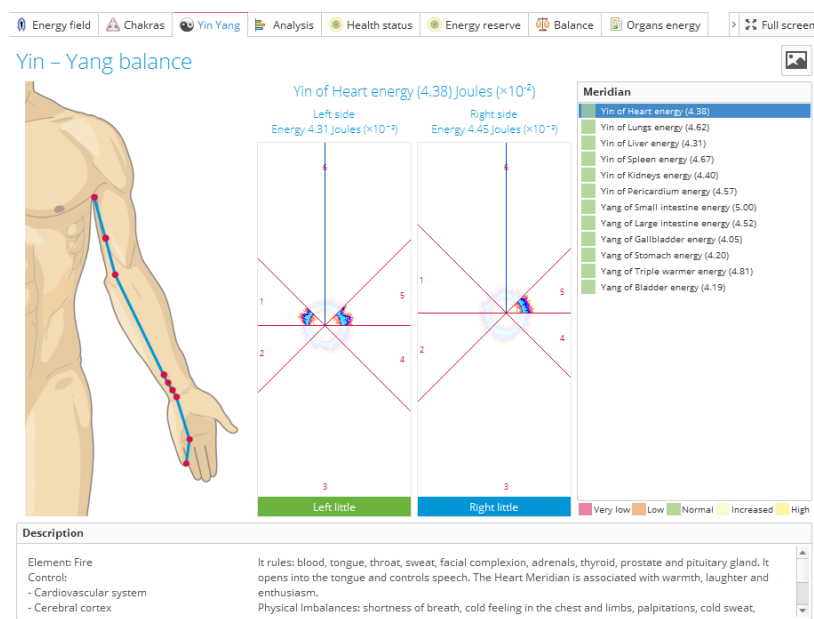 Energy field Chakras Yin Yang Analysis Health status Energy reserve Balance Organs energy > Full screen
Yin – Yang balance
Yin of Heart energy (4.38) Joules (×10⁻²)
Left side
Energy 4.31 Joules (×10⁻²)
Right side
Energy 4.45 Joules (×10⁻²)
6
1
5
2
4
3
Left little
6
1
5
2
4
3
Right little
Meridian
Yin of Heart energy (4.38)
Yin of Lungs energy (4.62)
Yin of Liver energy (4.31)
Yin of Spleen energy (4.67)
Yin of Kidneys energy (4.40)
Yin of Pericardium energy (4.57)
Yang of Small intestine energy (5.00)
Yang of Large intestine energy (4.52)
Yang of Gallbladder energy (4.05)
Yang of Stomach energy (4.20)
Yang of Triple warmer energy (4.81)
Yang of Bladder energy (4.19)
Very low Low Normal Increased High
Description
Element: Fire
Control:
- Cardiovascular system
- Cerebral cortex
It rules: blood, tongue, throat, sweat, facial complexion, adrenals, thyroid, prostate and pituitary gland. It
opens into the tongue and controls speech. The Heart Meridian is associated with warmth, laughter and
enthusiasm.
Physical Imbalances: shortness of breath, cold feeling in the chest and limbs, palpitations, cold sweat,